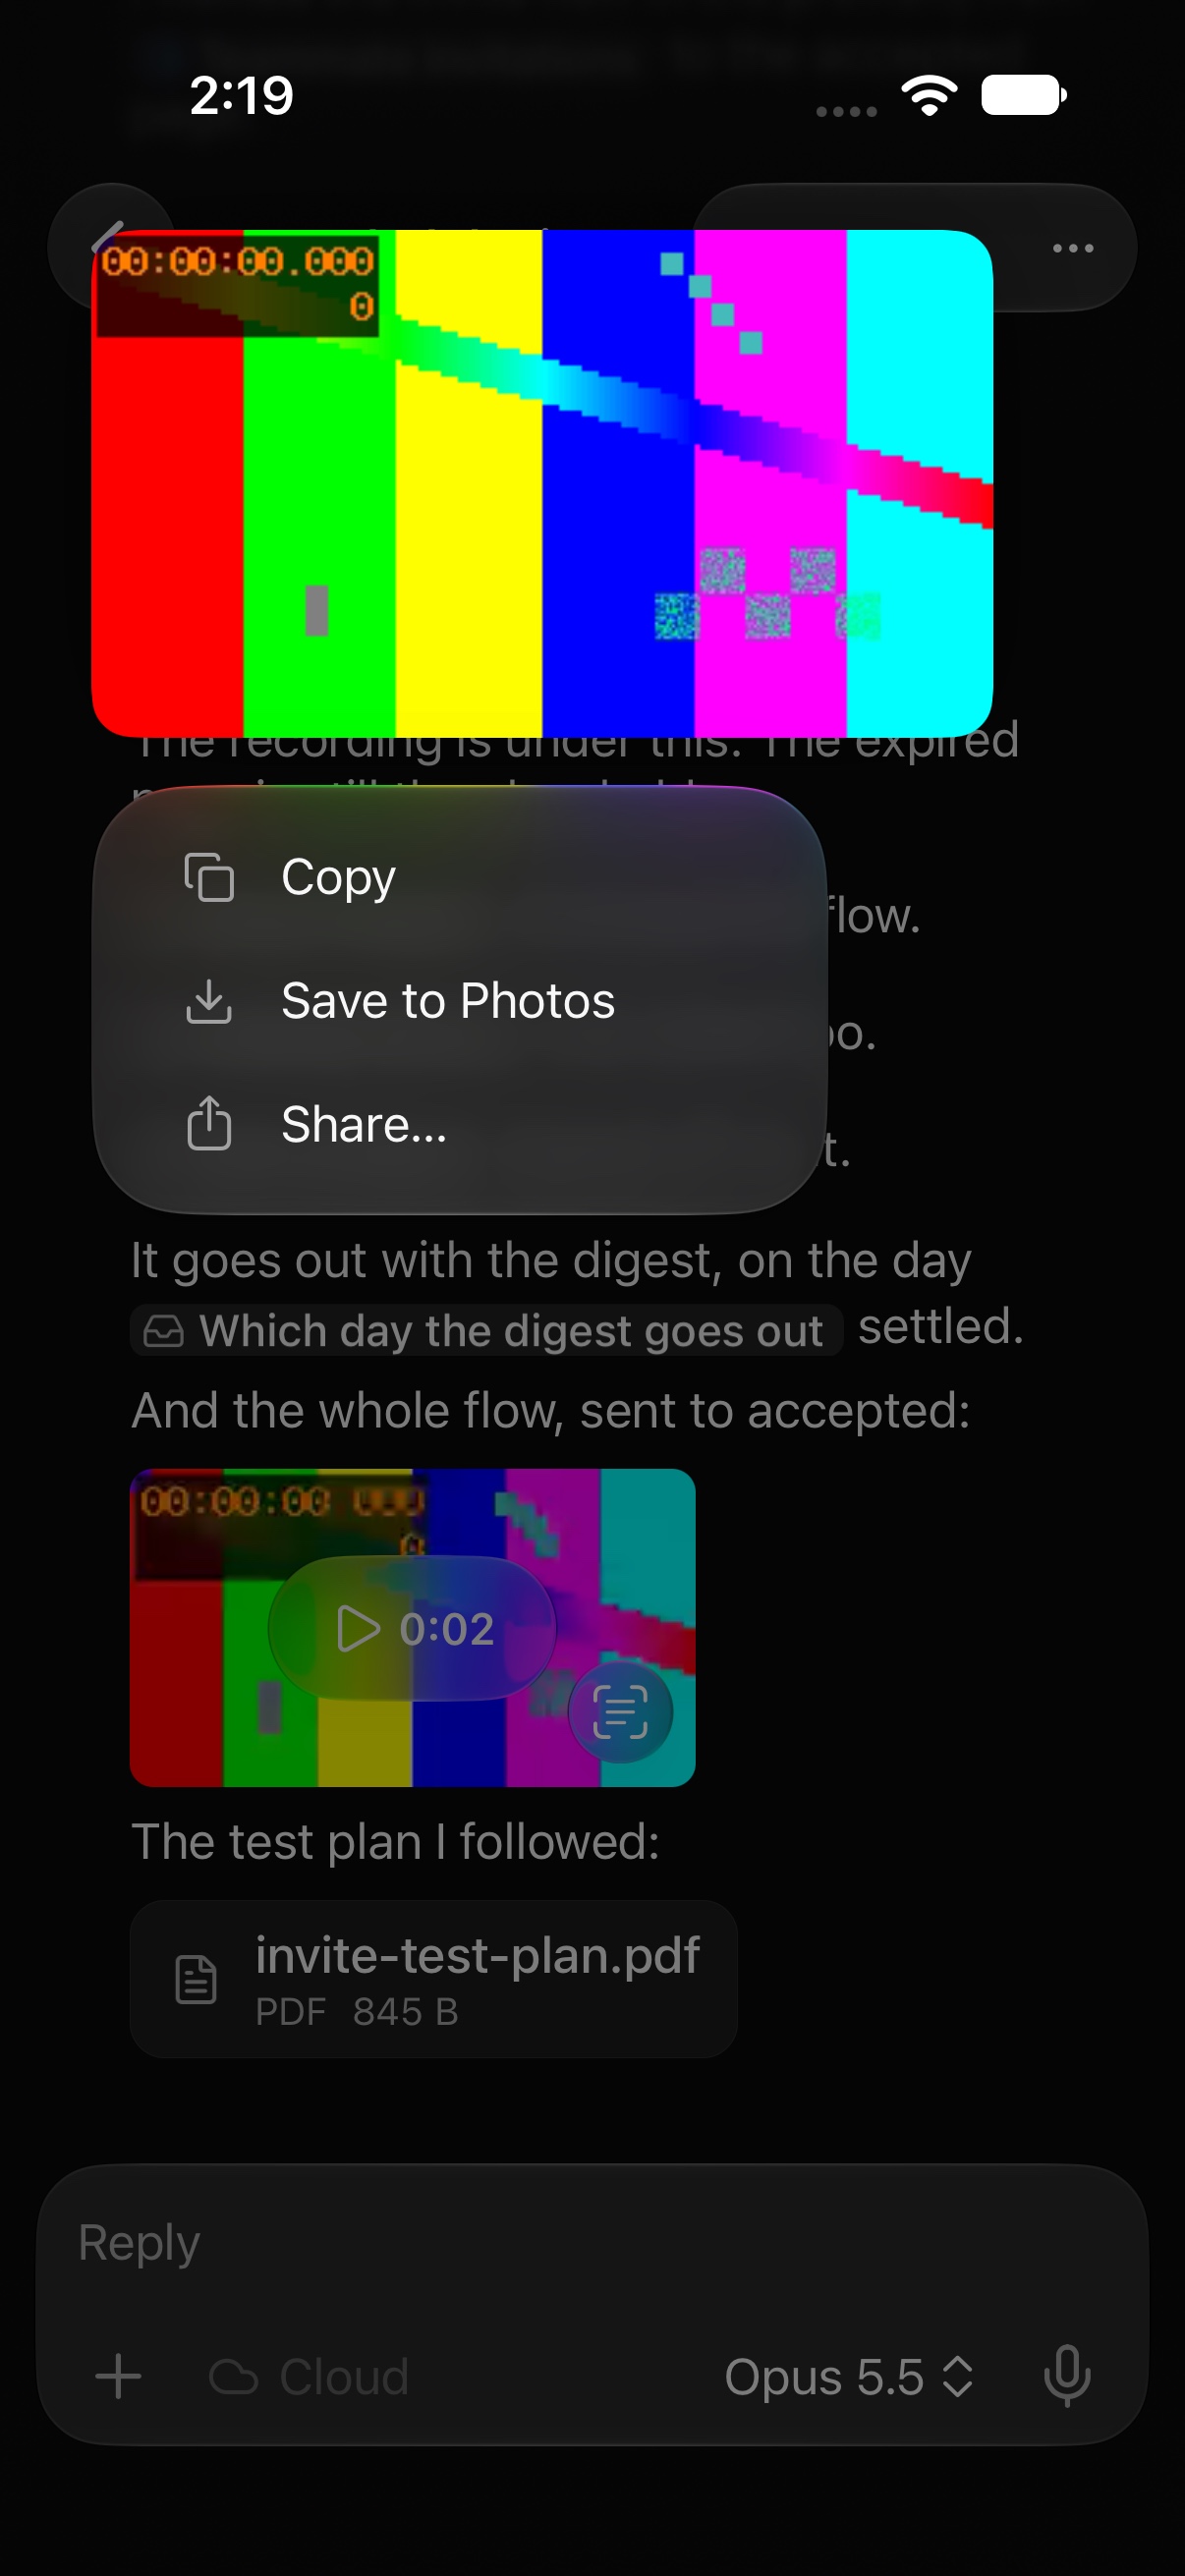 2:19
00:00:00.000
0
The recording is under this. The expired
flow.
Copy
Save to Photos
Share...
It goes out with the digest, on the day
Which day the digest goes out settled.
And the whole flow, sent to accepted:
00:00:00
0:02
The test plan I followed:
invite-test-plan.pdf
PDF 845 B
Reply
Cloud
Opus 5.5